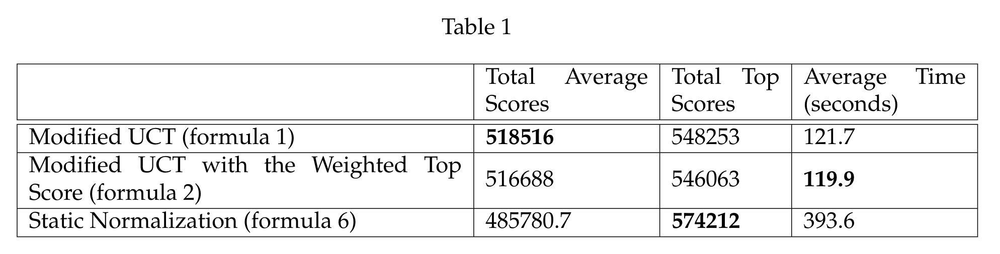 Table 1
Total Average Scores
Total Top Scores
Average Time (seconds)
Modified UCT (formula 1) 518516 548253 121.7
Modified UCT with the Weighted Top Score (formula 2) 516688 546063 119.9
Static Normalization (formula 6) 485780.7 574212 393.6